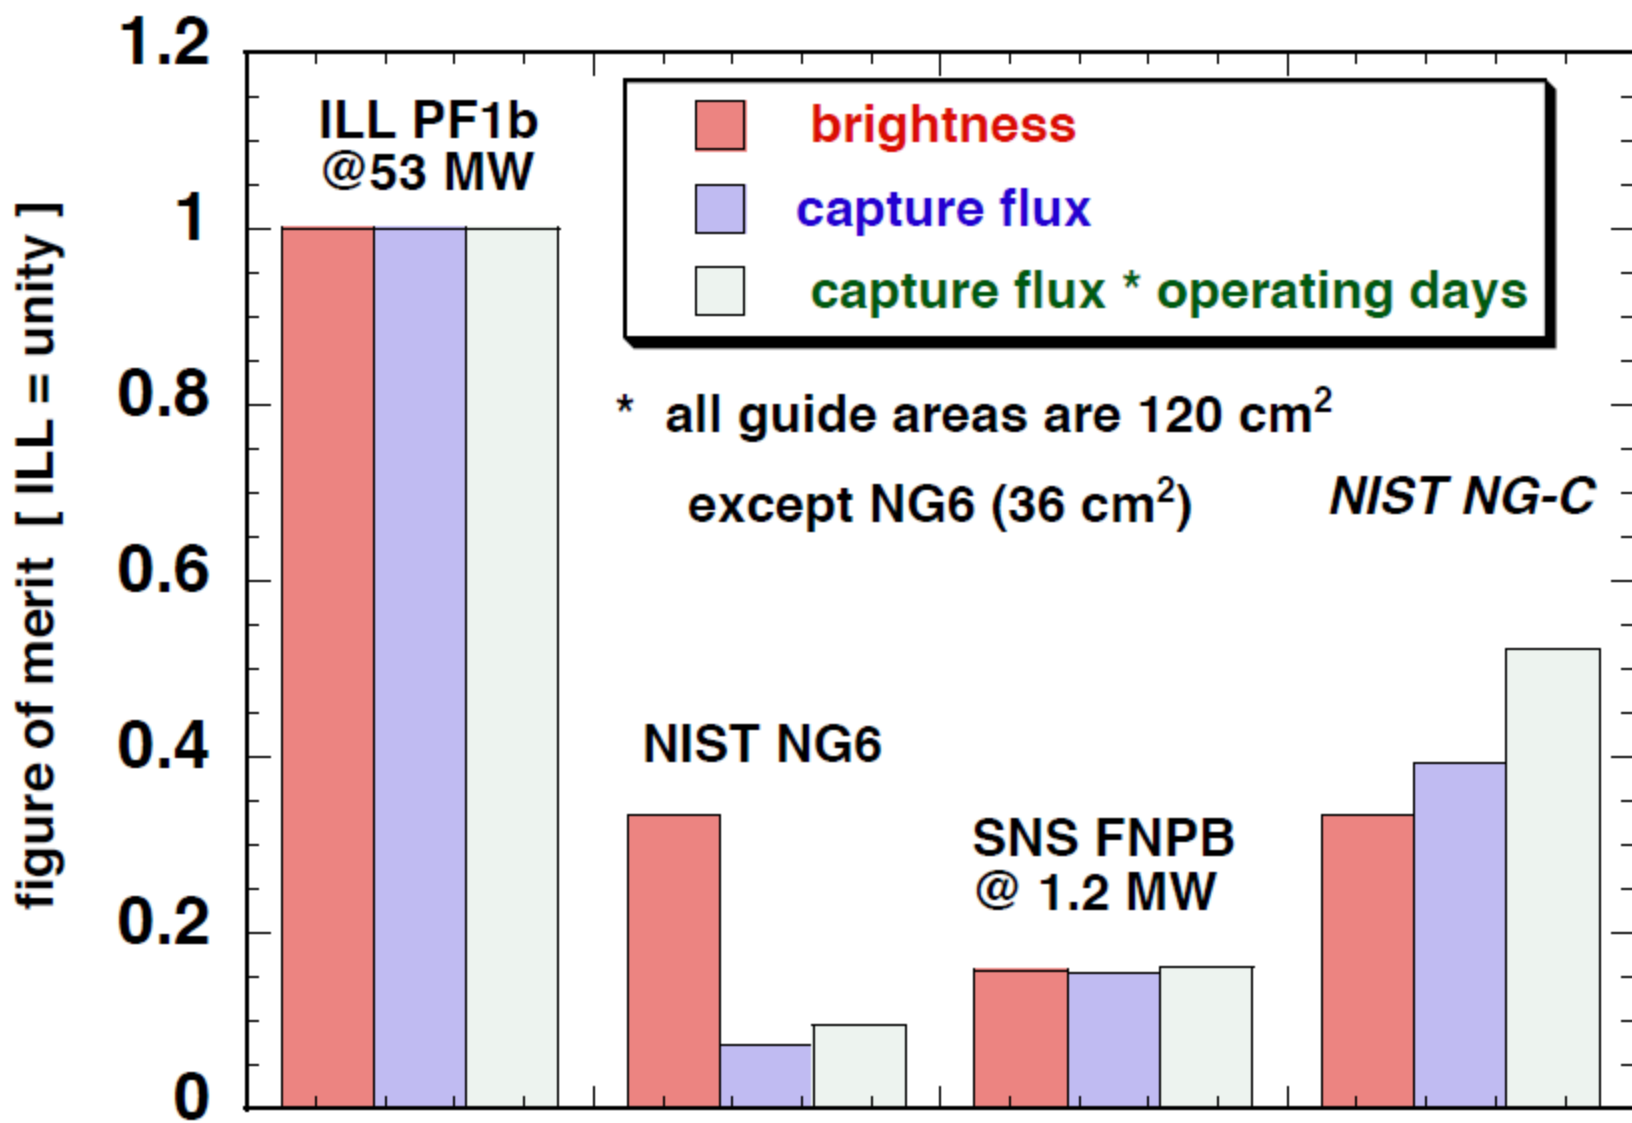 1.2
1
0.8
0.6
0.4
0.2
0
figure of merit [ ILL = unity ]
ILL PF1b
@53 MW
brightness
capture flux
capture flux * operating days
* all guide areas are 120 cm²
except NG6 (36 cm²)
NIST NG-C
NIST NG6
SNS FNPB
@ 1.2 MW